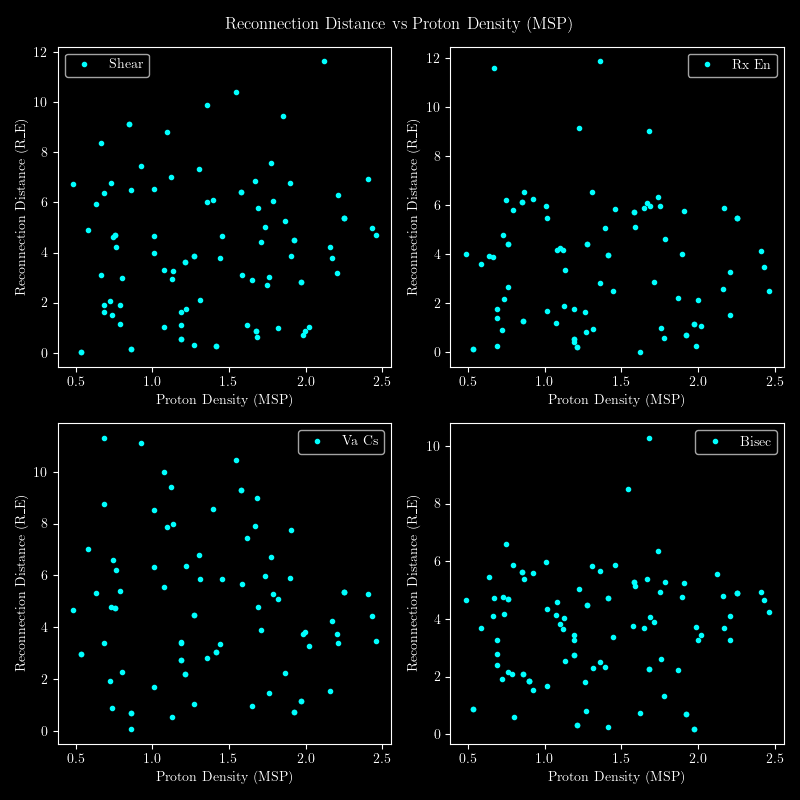 Reconnection Distance vs Proton Density (MSP)
12
10
8
6
4
2
0
Reconnection Distance (R_E)
Shear
0.5 1.0 1.5 2.0 2.5
Proton Density (MSP)
12
10
8
6
4
2
0
Reconnection Distance (R_E)
Rx En
0.5 1.0 1.5 2.0 2.5
Proton Density (MSP)
10
8
6
4
2
0
Reconnection Distance (R_E)
Va Cs
0.5 1.0 1.5 2.0 2.5
Proton Density (MSP)
10
8
6
4
2
0
Reconnection Distance (R_E)
Bisec
0.5 1.0 1.5 2.0 2.5
Proton Density (MSP)